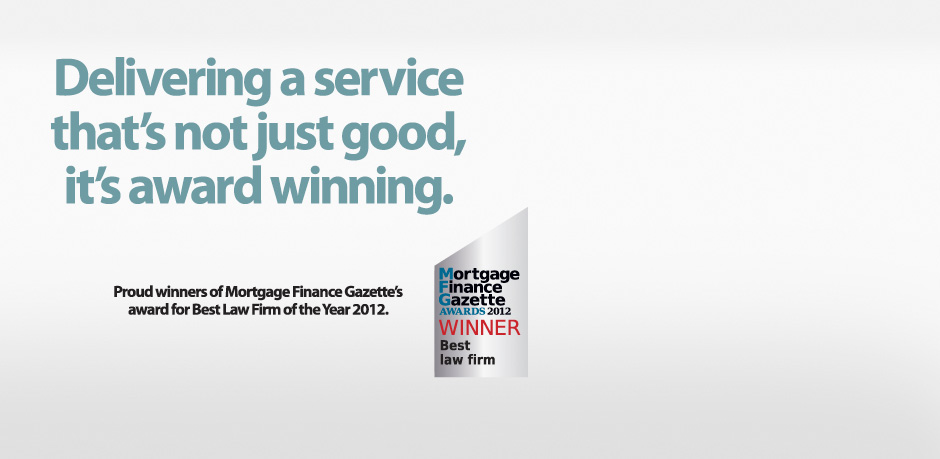 Delivering a service
that’s not just good,
it’s award winning.
Proud winners of Mortgage Finance Gazette’s
award for Best Law Firm of the Year 2012.
Mortgage
Finance
Gazette
AWARDS 2012
WINNER
Best
law firm